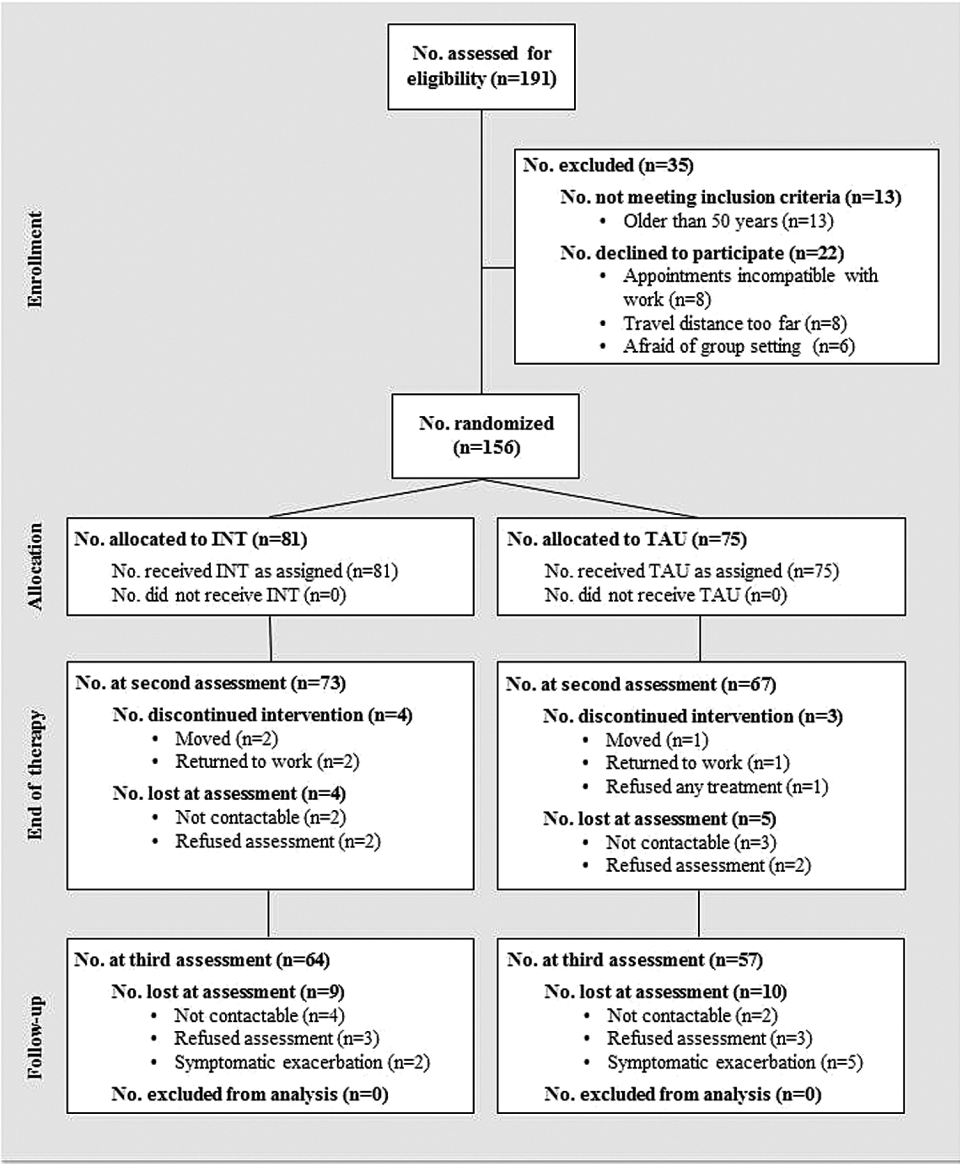 No. assessed for
eligibility (n=191)
Enrollment
No. excluded (n=35)
No. not meeting inclusion criteria (n=13)
• Older than 50 years (n=13)
No. declined to participate (n=22)
• Appointments incompatible with
work (n=8)
• Travel distance too far (n=8)
• Afraid of group setting (n=6)
No. randomized
(n=156)
Allocation
No. allocated to INT (n=81)
No. received INT as assigned (n=81)
No. did not receive INT (n=0)
No. allocated to TAU (n=75)
No. received TAU as assigned (n=75)
No. did not receive TAU (n=0)
End of therapy
No. at second assessment (n=73)
No. discontinued intervention (n=4)
• Moved (n=2)
• Returned to work (n=2)
No. lost at assessment (n=4)
• Not contactable (n=2)
• Refused assessment (n=2)
No. at second assessment (n=67)
No. discontinued intervention (n=3)
• Moved (n=1)
• Returned to work (n=1)
• Refused any treatment (n=1)
No. lost at assessment (n=5)
• Not contactable (n=3)
• Refused assessment (n=2)
Follow-up
No. at third assessment (n=64)
No. lost at assessment (n=9)
• Not contactable (n=4)
• Refused assessment (n=3)
• Symptomatic exacerbation (n=2)
No. excluded from analysis (n=0)
No. at third assessment (n=57)
No. lost at assessment (n=10)
• Not contactable (n=2)
• Refused assessment (n=3)
• Symptomatic exacerbation (n=5)
No. excluded from analysis (n=0)